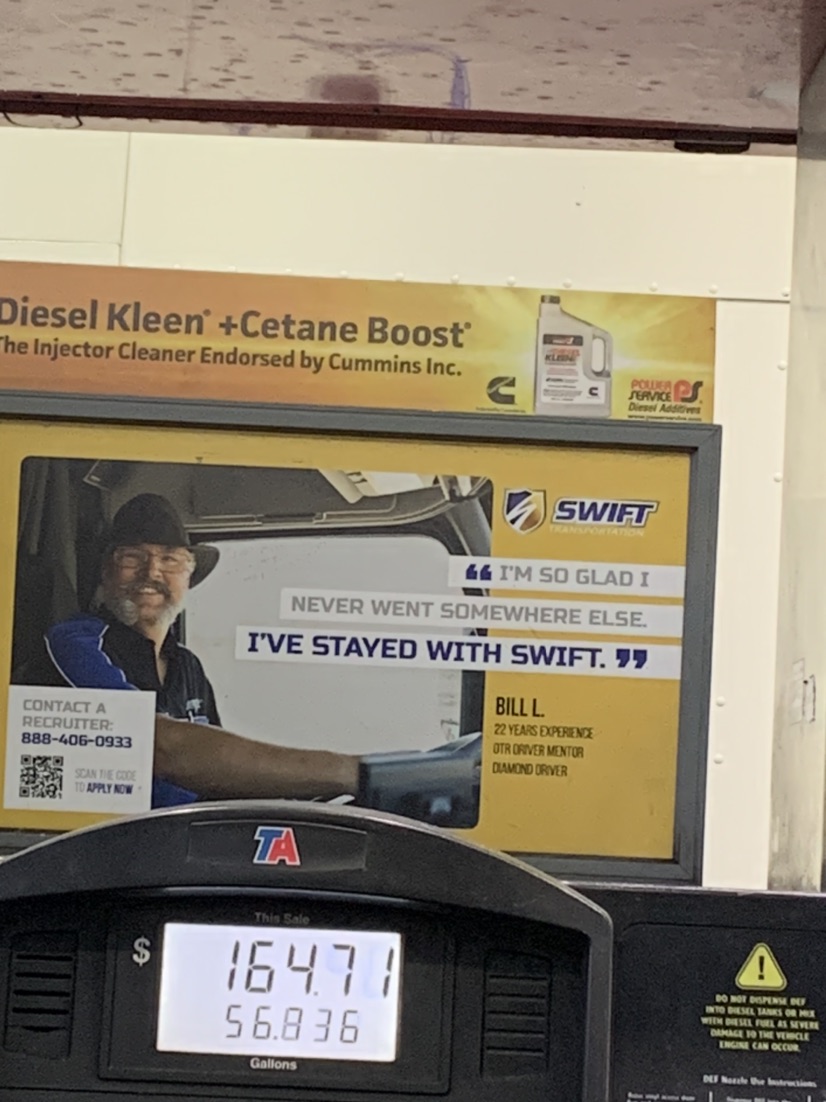 Diesel Kleen® +Cetane Boost®
The Injector Cleaner Endorsed by Cummins Inc.
DIESEL
KLEENE
POWER
SERVICE PS
Diesel Additives
SWIFT
TRANSPORTATION
❝ I'M SO GLAD I
NEVER WENT SOMEWHERE ELSE.
I'VE STAYED WITH SWIFT. ❞
BILL L.
22 YEARS EXPERIENCE
OTR DRIVER MENTOR
DIAMOND DRIVER
CONTACT A
RECRUITER:
888-406-0933
SCAN THE CODE
TO APPLY NOW
TA
This Sale
$ 164.71
56.836
Gallons
!
DO NOT DISPENSE DEF
INTO DIESEL TANKS OR MIX
WITH DIESEL FUEL AS SEVERE
DAMAGE TO THE VEHICLE
ENGINE CAN OCCUR.
DEF Nozzle Use Instructions